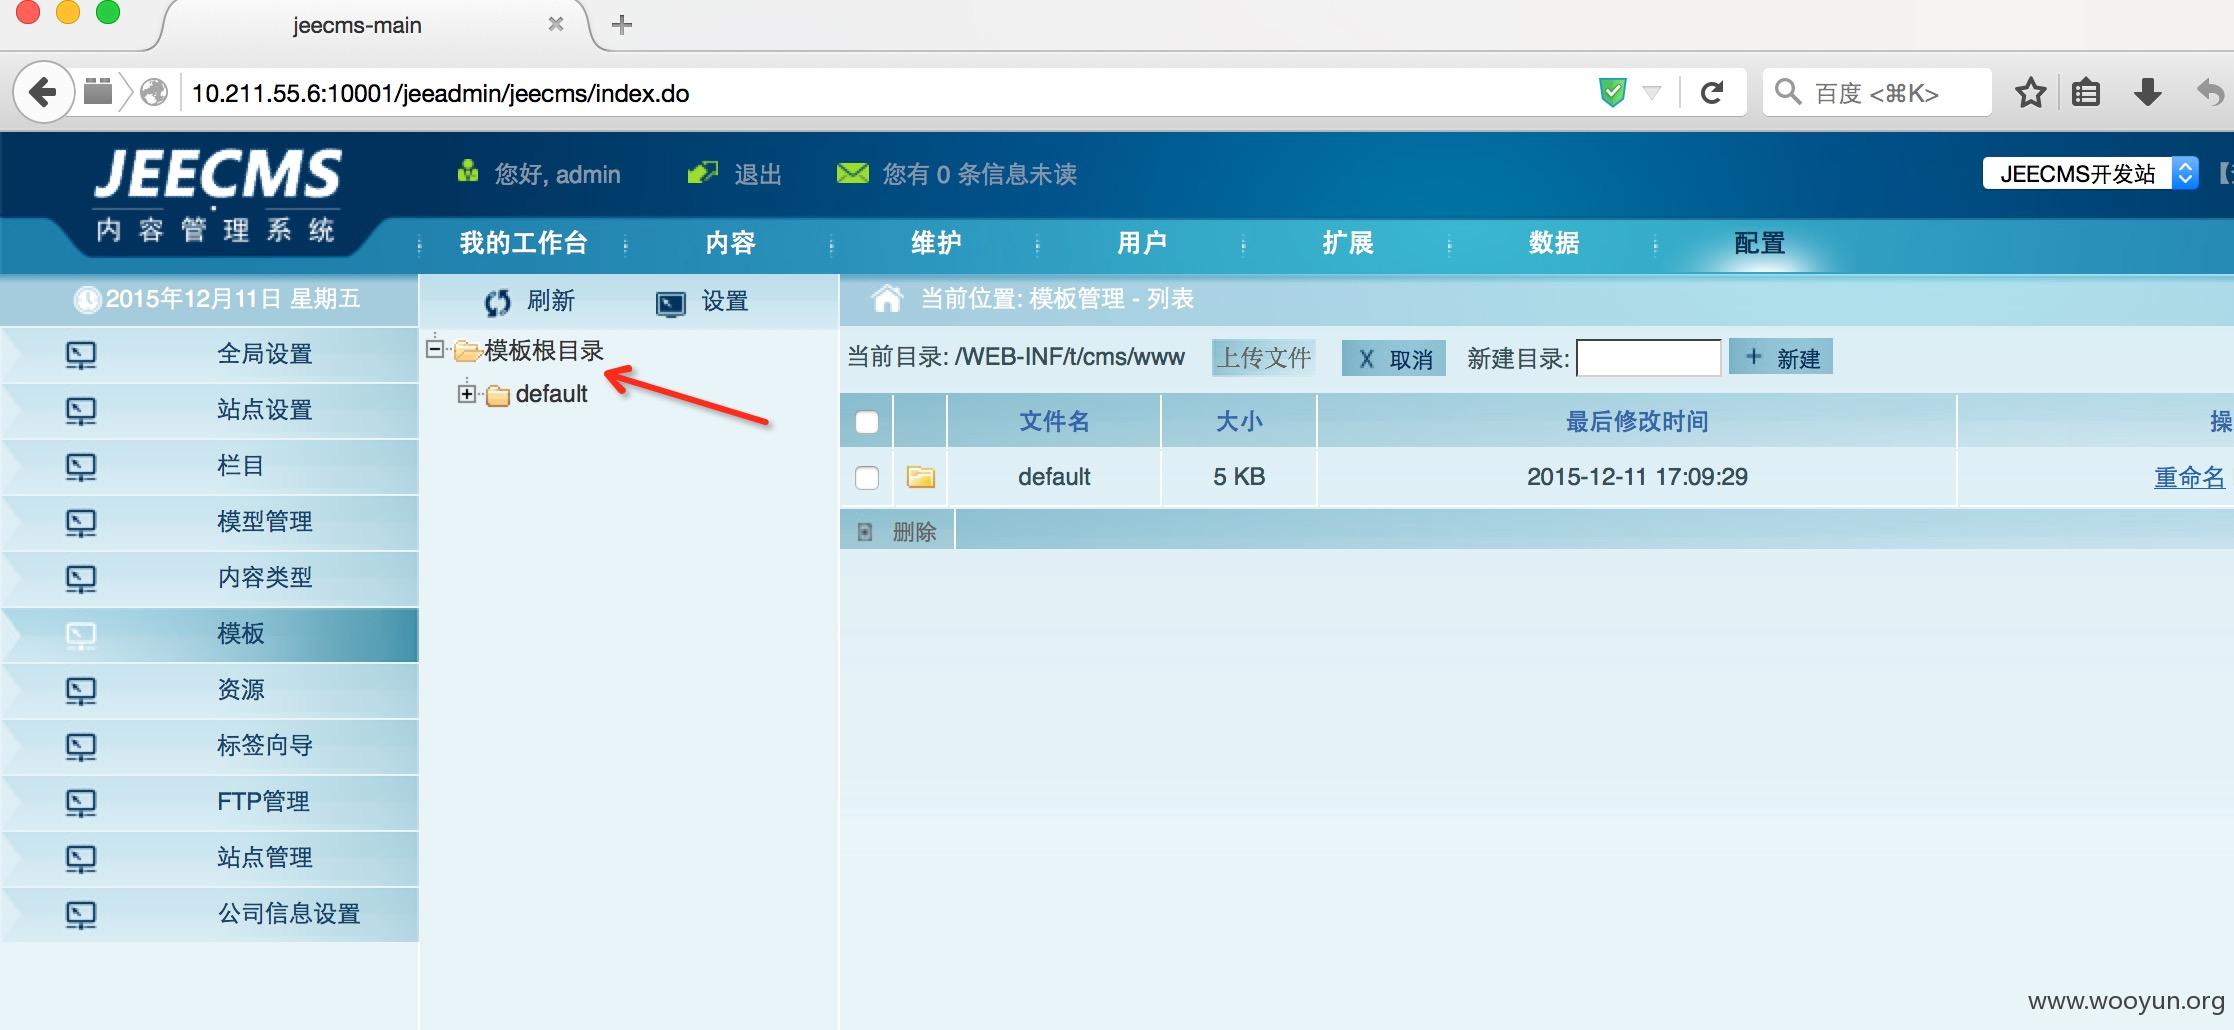 jeecms-main
10.211.55.6:10001/jeeadmin/jeecms/index.do
百度 <⌘K>
JEECMS
内容管理系统
您好, admin
退出
您有 0 条信息未读
JEECMS开发站
我的工作台
内容
维护
用户
扩展
数据
配置
2015年12月11日 星期五
刷新
设置
当前位置: 模板管理 - 列表
全局设置
站点设置
栏目
模型管理
内容类型
模板
资源
标签向导
FTP管理
站点管理
公司信息设置
模板根目录
default
当前目录: /WEB-INF/t/cms/www
上传文件
X 取消
新建目录:
+ 新建
文件名
大小
最后修改时间
操
default
5 KB
2015-12-11 17:09:29
重命名
删除
www.wooyun.org